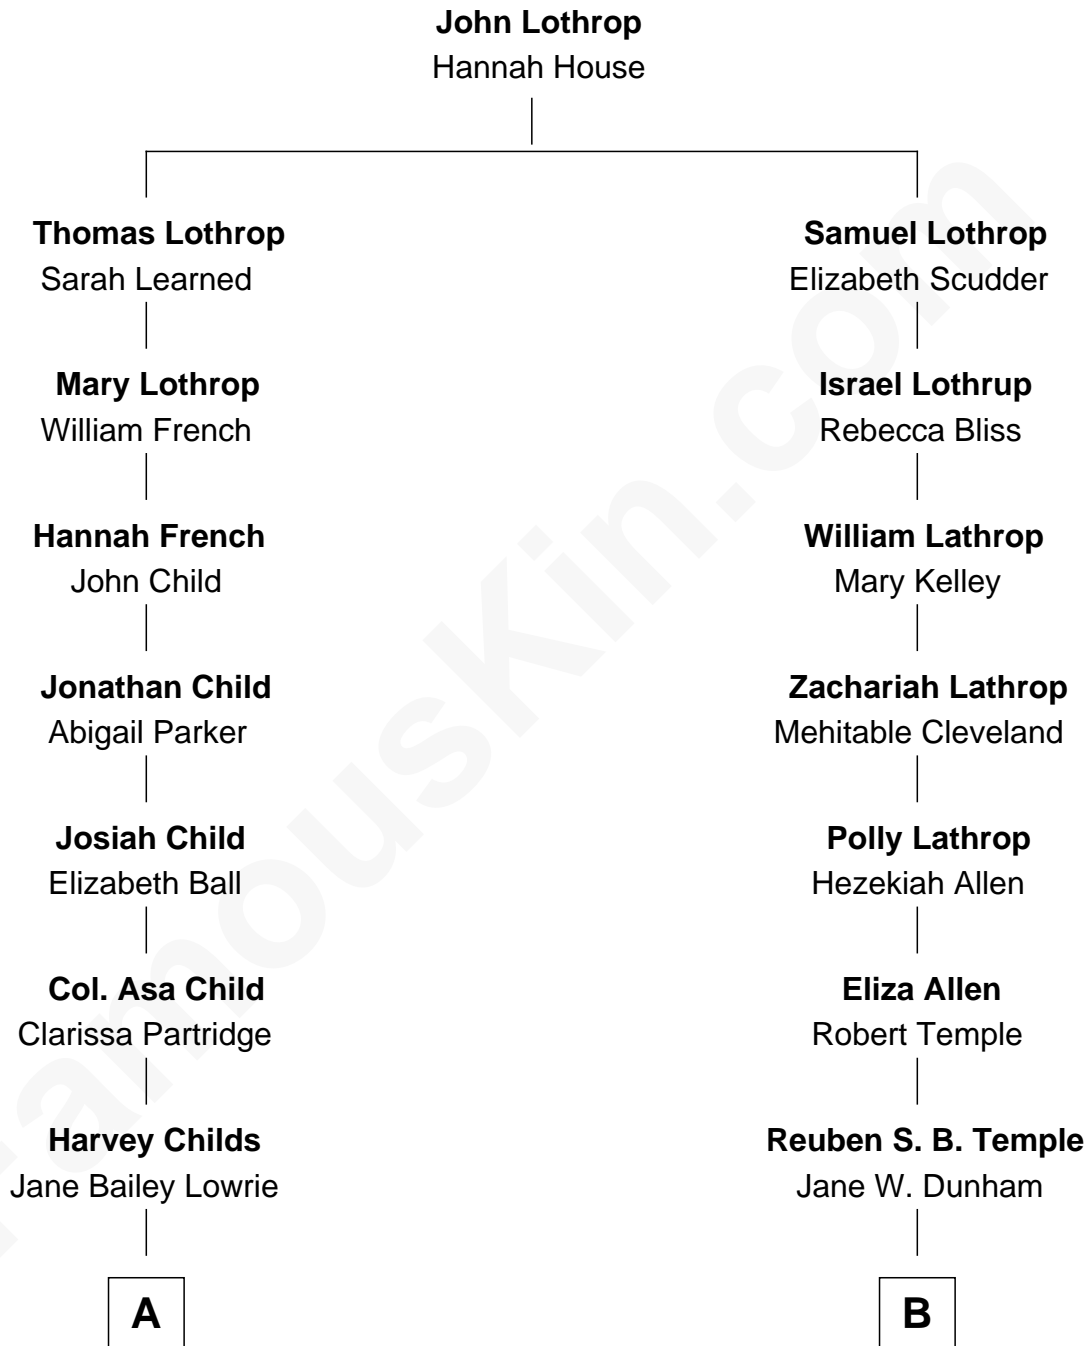 John Lothrop
Hannah House
Thomas Lothrop
Sarah Learned
Samuel Lothrop
Elizabeth Scudder
Mary Lothrop
William French
Israel Lothrup
Rebecca Bliss
Hannah French
John Child
William Lathrop
Mary Kelley
Jonathan Child
Abigail Parker
Zachariah Lathrop
Mehitable Cleveland
Josiah Child
Elizabeth Ball
Polly Lathrop
Hezekiah Allen
Col. Asa Child
Clarissa Partridge
Eliza Allen
Robert Temple
Harvey Childs
Jane Bailey Lowrie
Reuben S. B. Temple
Jane W. Dunham
A
B
FamousKin.com